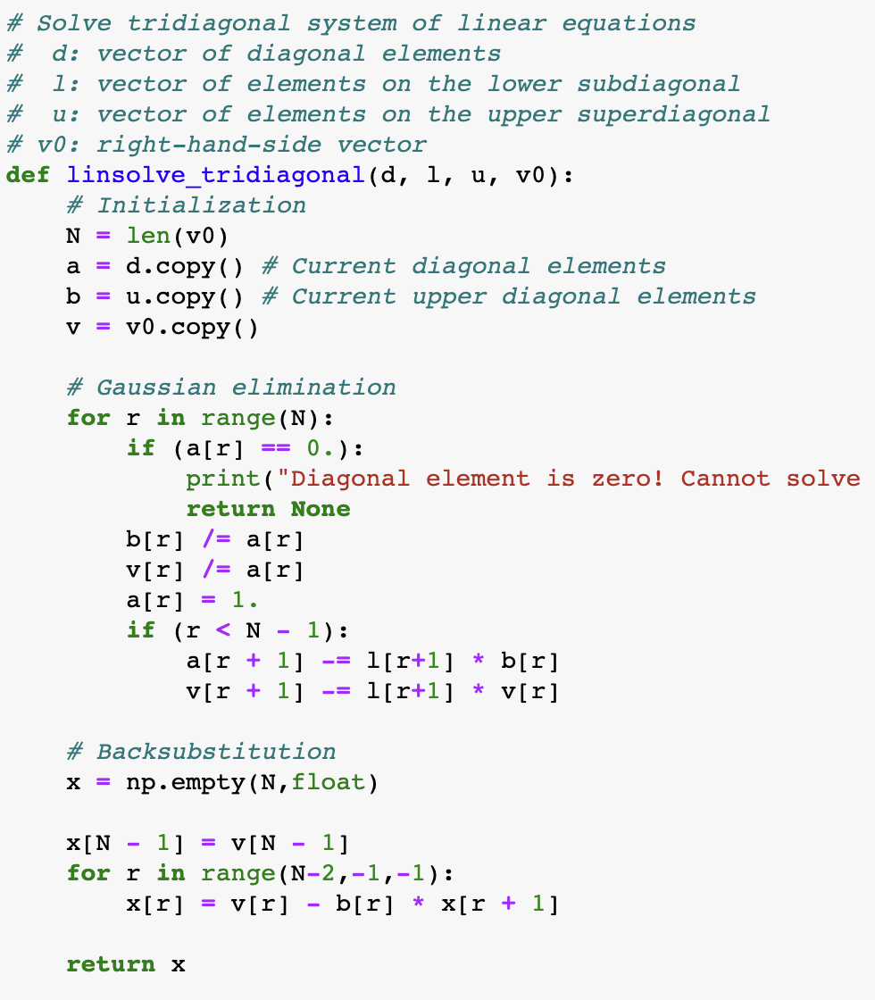 # Solve tridiagonal system of linear equations
#  d: vector of diagonal elements
#  l: vector of elements on the lower subdiagonal
#  u: vector of elements on the upper superdiagonal
# v0: right-hand-side vector
def linsolve_tridiagonal(d, l, u, v0):
    # Initialization
    N = len(v0)
    a = d.copy() # Current diagonal elements
    b = u.copy() # Current upper diagonal elements
    v = v0.copy()

    # Gaussian elimination
    for r in range(N):
        if (a[r] == 0.):
            print("Diagonal element is zero! Cannot solve
            return None
        b[r] /= a[r]
        v[r] /= a[r]
        a[r] = 1.
        if (r < N - 1):
            a[r + 1] -= l[r+1] * b[r]
            v[r + 1] -= l[r+1] * v[r]

    # Backsubstitution
    x = np.empty(N,float)

    x[N - 1] = v[N - 1]
    for r in range(N-2,-1,-1):
        x[r] = v[r] - b[r] * x[r + 1]

    return x